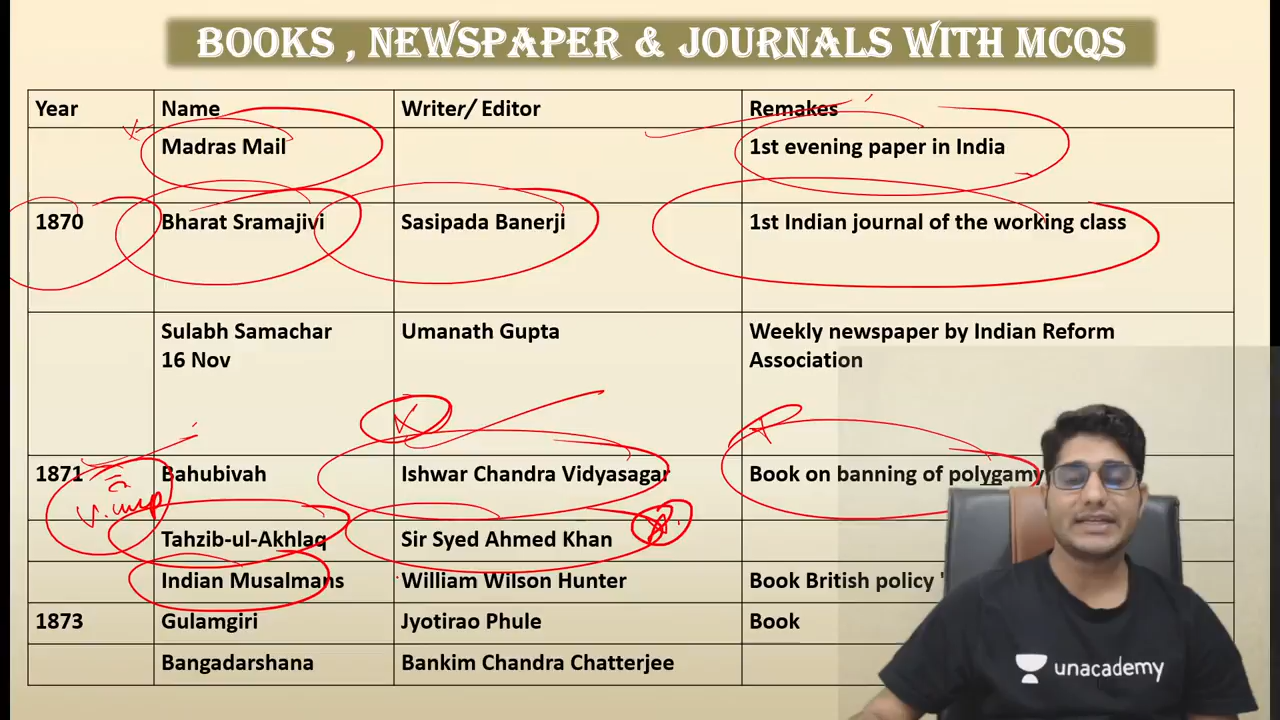 BOOKS , NEWSPAPER & JOURNALS WITH MCQS
Year Name Writer/ Editor Remakes
Madras Mail 1st evening paper in India
1870 Bharat Sramajivi Sasipada Banerji 1st Indian journal of the working class
Sulabh Samachar Umanath Gupta Weekly newspaper by Indian Reform
16 Nov Association
1871 Bahubivah Ishwar Chandra Vidyasagar Book on banning of polygamy
v.imp
Tahzib-ul-Akhlaq Sir Syed Ahmed Khan
Indian Musalmans William Wilson Hunter Book British policy '
1873 Gulamgiri Jyotirao Phule Book
Bangadarshana Bankim Chandra Chatterjee
unacademy